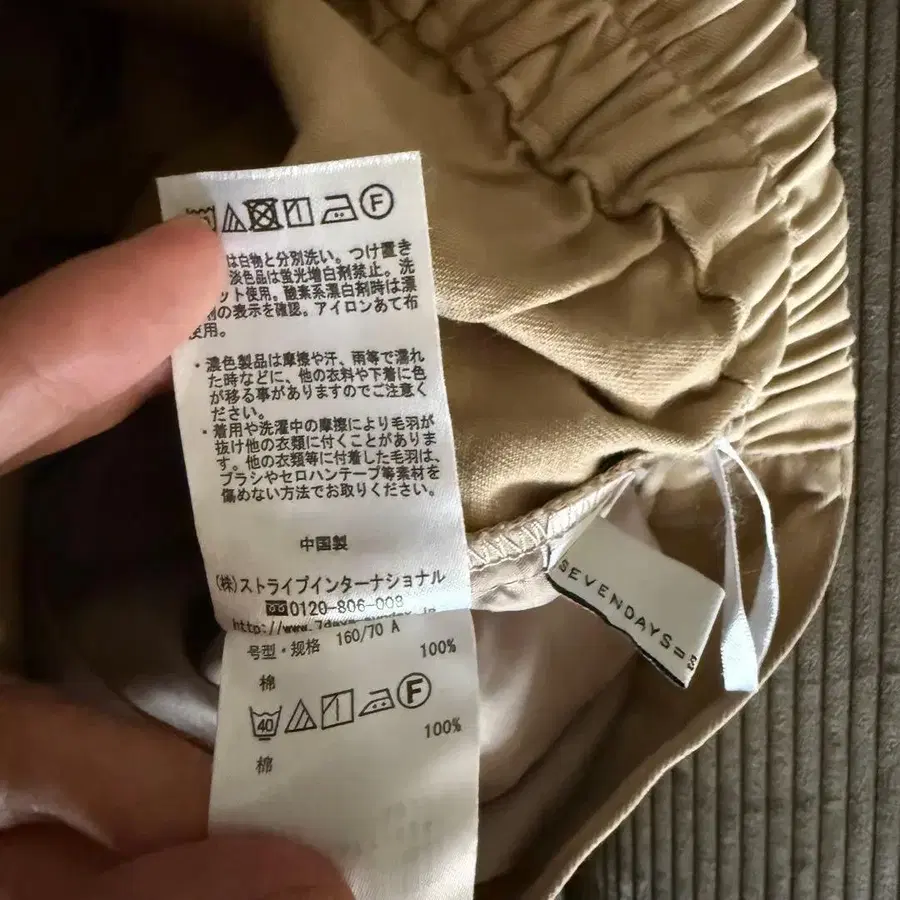 F
は白物と分別洗い。つけ置き
淡色品は蛍光増白剤禁止。洗
ット使用。酸素系漂白剤時は漂
の表示を確認。アイロンあて布
使用。
・濃色製品は摩擦や汗、雨等で濡れ
た時などに、他の衣料や下着に色
が移る事がありますのでご注意く
ださい。
・着用や洗濯中の摩擦により毛羽が
抜け他の衣類に付くことがありま
す。他の衣類等に付着した毛羽は、
ブラシやセロハンテープ等素材を
傷めない方法でお取りください。
中国製
(株)ストライプインターナショナル
0120-806-008
http://www.7days
号型・规格 160/70 A
100%
棉
40 F
100%
棉
SEVENDAYS=